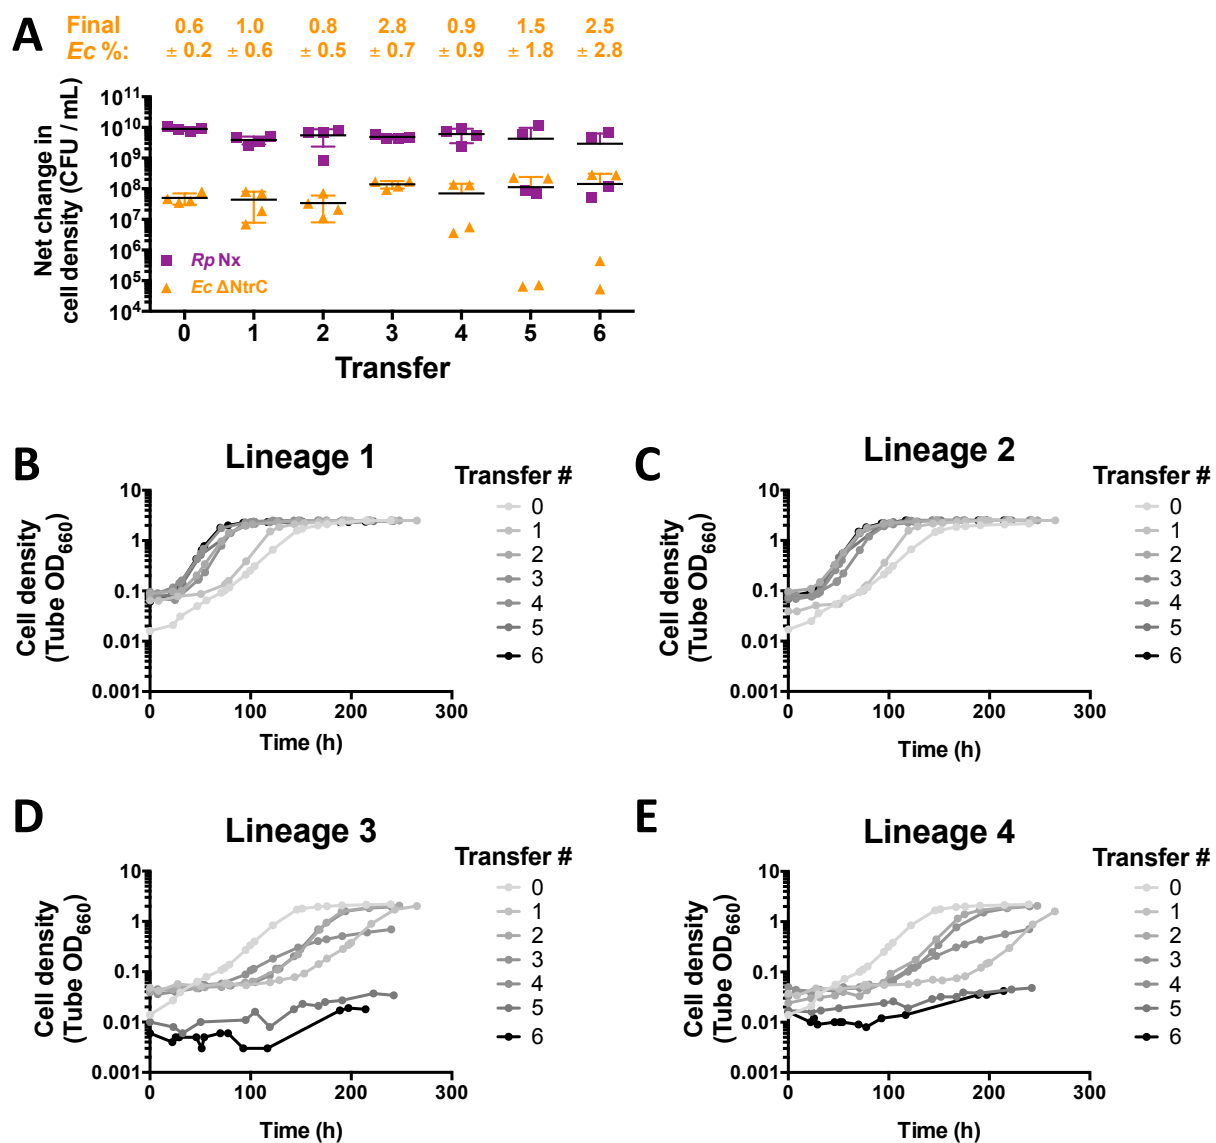 A
Final 0.6 1.0 0.8 2.8 0.9 1.5 2.5
Ec %: ± 0.2 ± 0.6 ± 0.5 ± 0.7 ± 0.9 ± 1.8 ± 2.8
Net change in
cell density (CFU / mL)
10¹¹
10¹⁰
10⁹
10⁸
10⁷
10⁶
10⁵
10⁴
Rp Nx
Ec ΔNtrC
0 1 2 3 4 5 6
Transfer
B
Lineage 1
Transfer #
Cell density
(Tube OD₆₆₀)
10
1
0.1
0.01
0.001
0 100 200 300
Time (h)
0
1
2
3
4
5
6
C
Lineage 2
Transfer #
Cell density
(Tube OD₆₆₀)
10
1
0.1
0.01
0.001
0 100 200 300
Time (h)
0
1
2
3
4
5
6
D
Lineage 3
Transfer #
Cell density
(Tube OD₆₆₀)
10
1
0.1
0.01
0.001
0 100 200 300
Time (h)
0
1
2
3
4
5
6
E
Lineage 4
Transfer #
Cell density
(Tube OD₆₆₀)
10
1
0.1
0.01
0.001
0 100 200 300
Time (h)
0
1
2
3
4
5
6